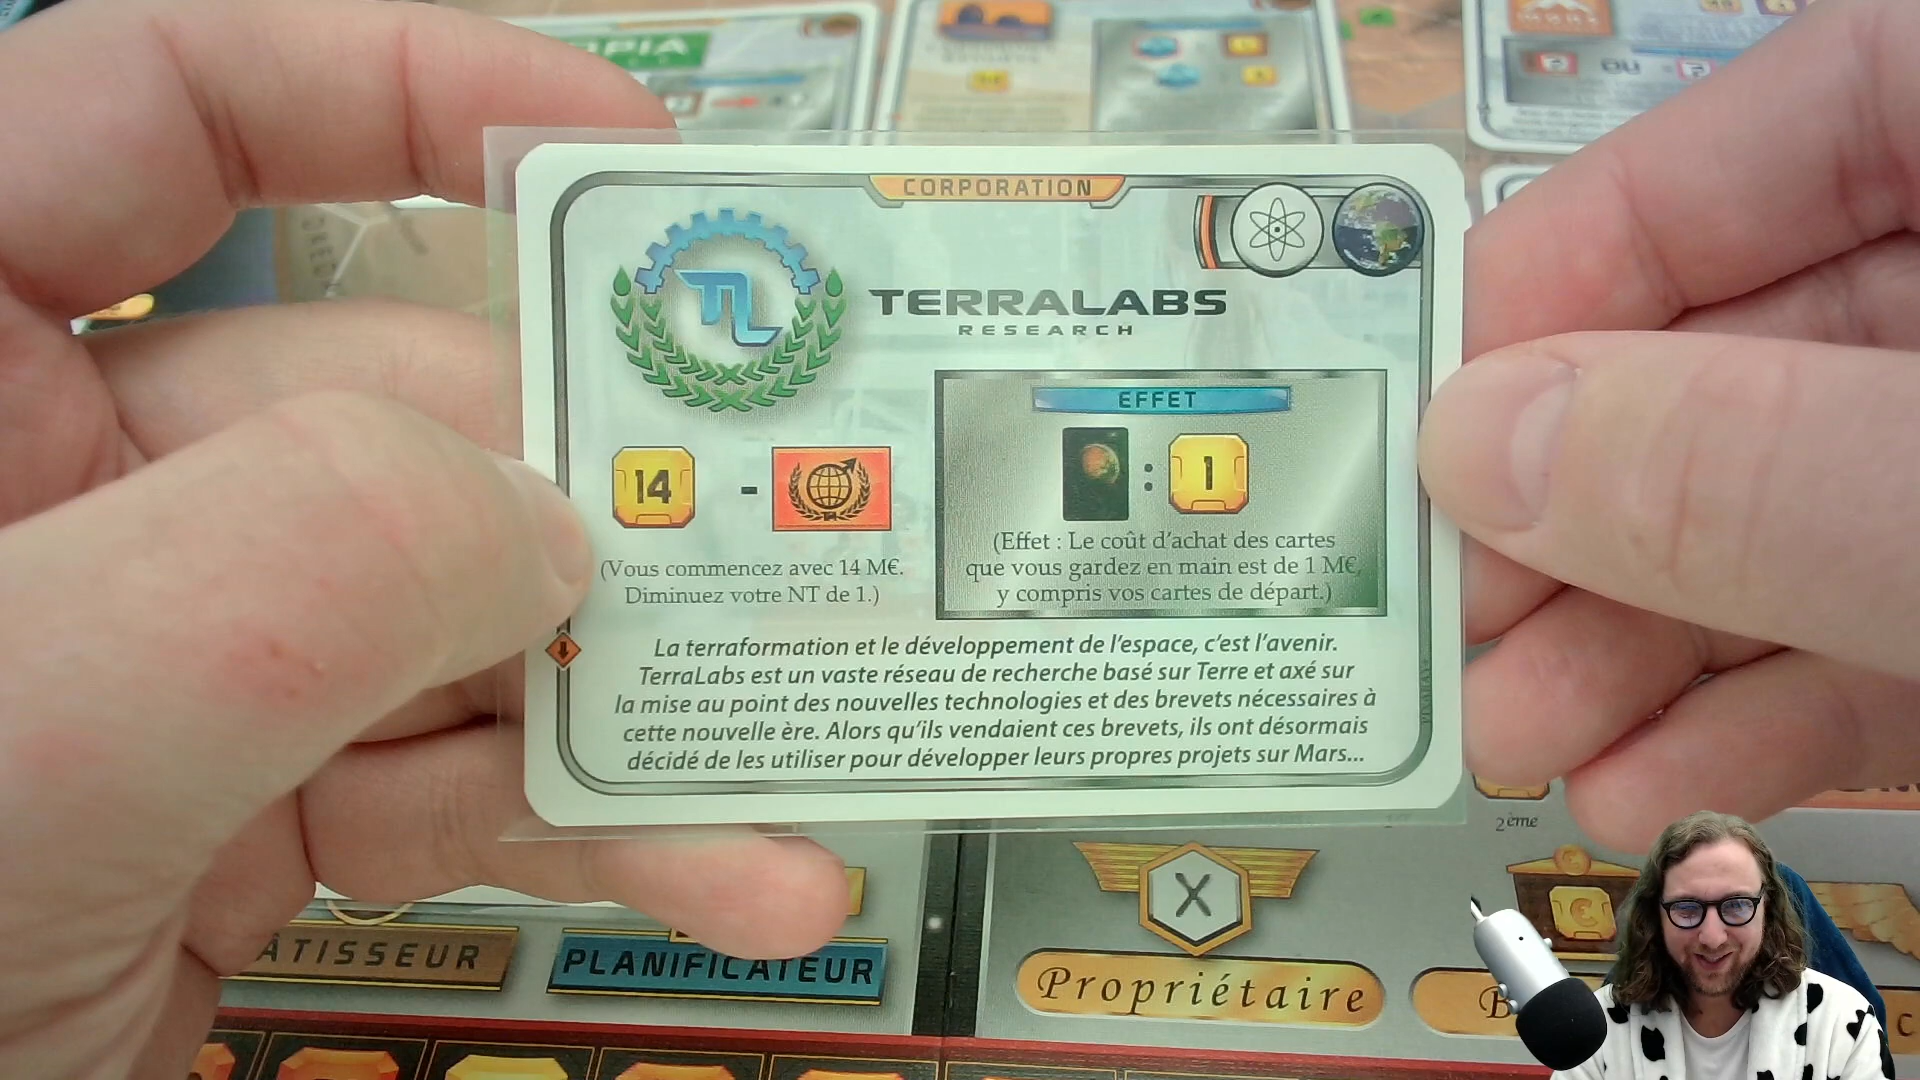 PIA
OU
CORPORATION
TERRALABS
RESEARCH
EFFET
14 -
: 1
(Effet : Le coût d'achat des cartes
que vous gardez en main est de 1 M€,
y compris vos cartes de départ.)
(Vous commencez avec 14 M€.
Diminuez votre NT de 1.)
La terraformation et le développement de l'espace, c'est l'avenir.
TerraLabs est un vaste réseau de recherche basé sur Terre et axé sur
la mise au point des nouvelles technologies et des brevets nécessaires à
cette nouvelle ère. Alors qu'ils vendaient ces brevets, ils ont désormais
décidé de les utiliser pour développer leurs propres projets sur Mars...
2ème
X
€
ÂTISSEUR
PLANIFICATEUR
Propriétaire
B
C